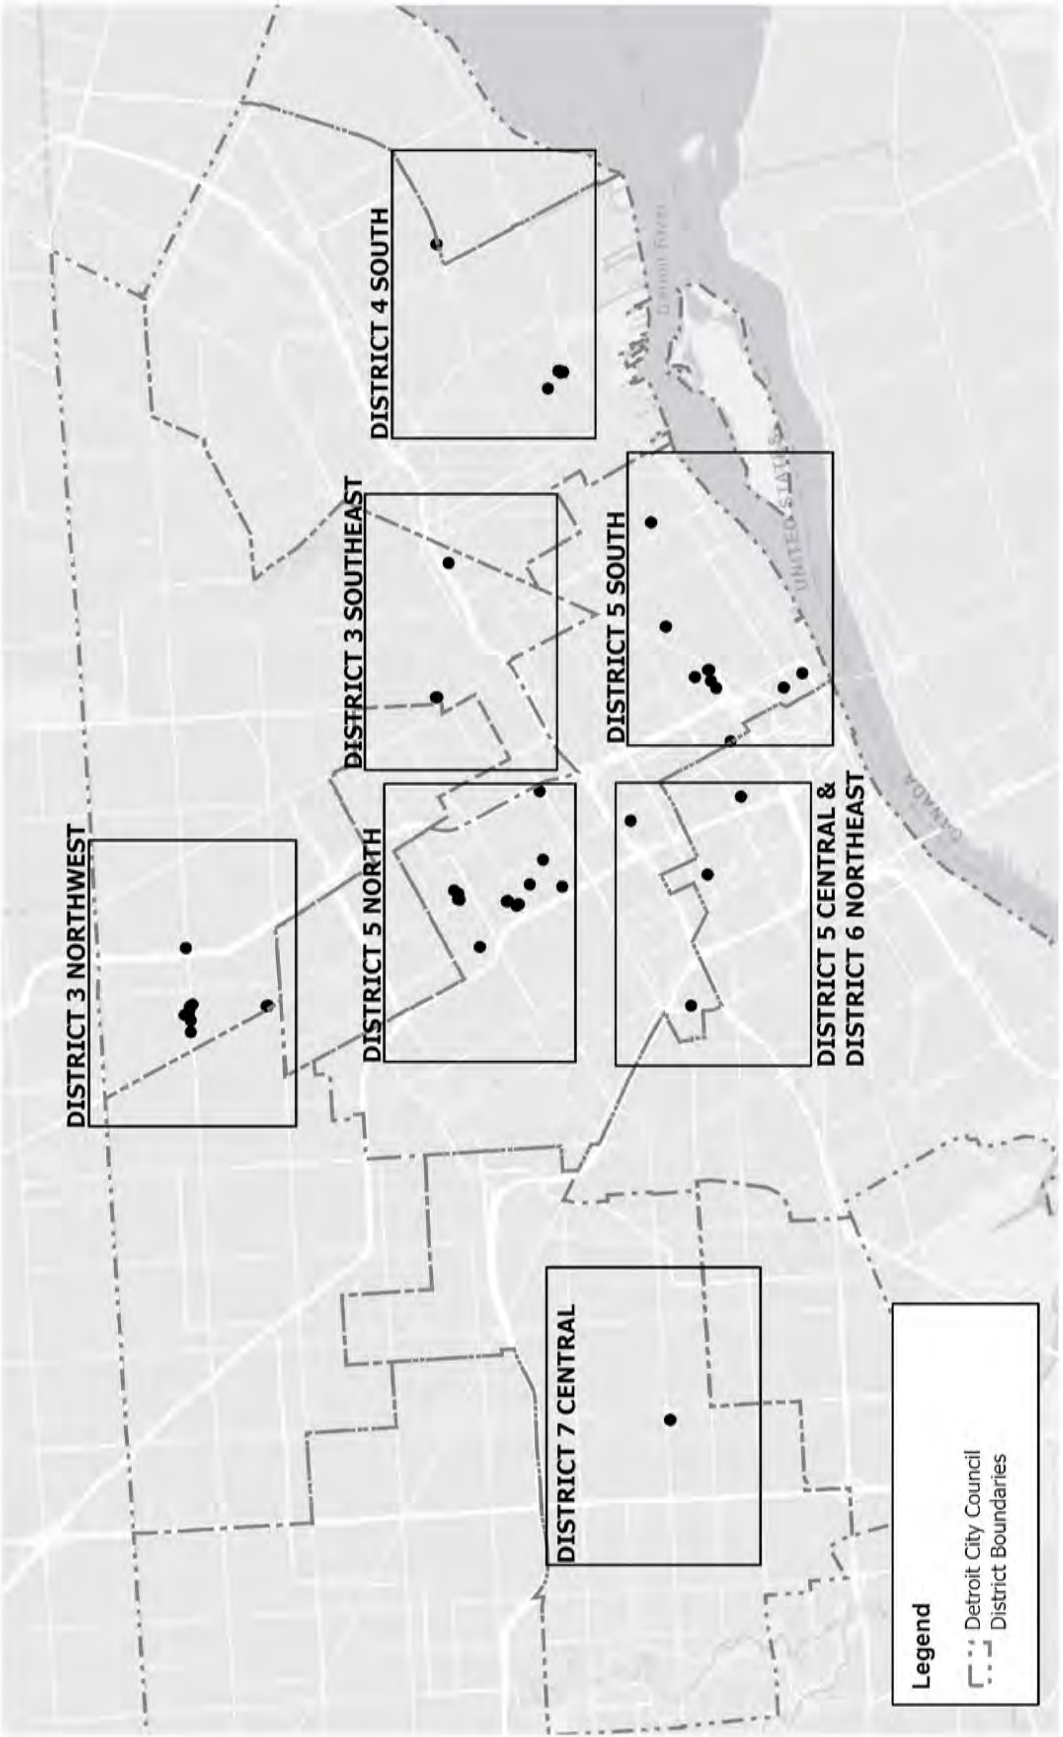 DISTRICT 3 NORTHWEST
DISTRICT 3 SOUTHEAST
DISTRICT 4 SOUTH
DISTRICT 5 NORTH
DISTRICT 5 SOUTH
DISTRICT 7 CENTRAL
DISTRICT 5 CENTRAL &
DISTRICT 6 NORTHEAST
Detroit River
UNITED STATES
CANADA
Legend
Detroit City Council
District Boundaries